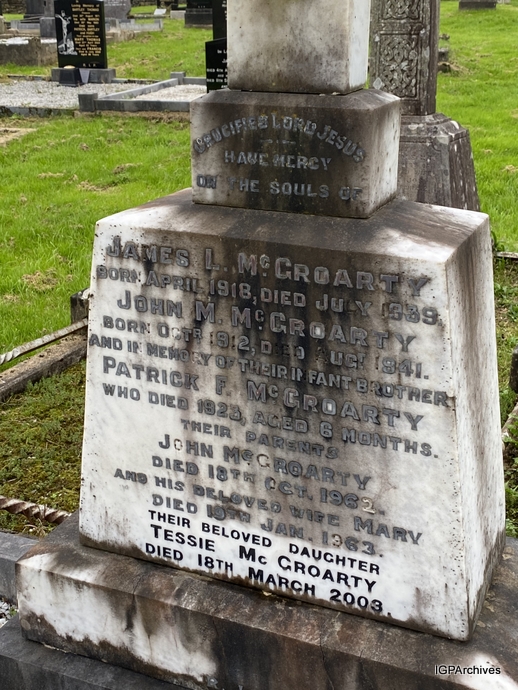 CRUCIFIED LORD JESUS
HAVE MERCY
ON THE SOULS OF
JAMES L. McGROARTY
BORN APRIL 1918, DIED JULY 1939.
JOHN M. McGROARTY
BORN OCTR 1912, DIED AUGT 1941.
AND IN MEMORY OF THEIR INFANT BROTHER
PATRICK F. McGROARTY
WHO DIED 1923, AGED 6 MONTHS.
THEIR PARENTS
JOHN McGROARTY
DIED 18TH OCT. 1962.
AND HIS BELOVED WIFE MARY
DIED JAN. 1963.
THEIR BELOVED DAUGHTER
TESSIE Mc GROARTY
DIED 18TH MARCH 2003.
IGPArchives